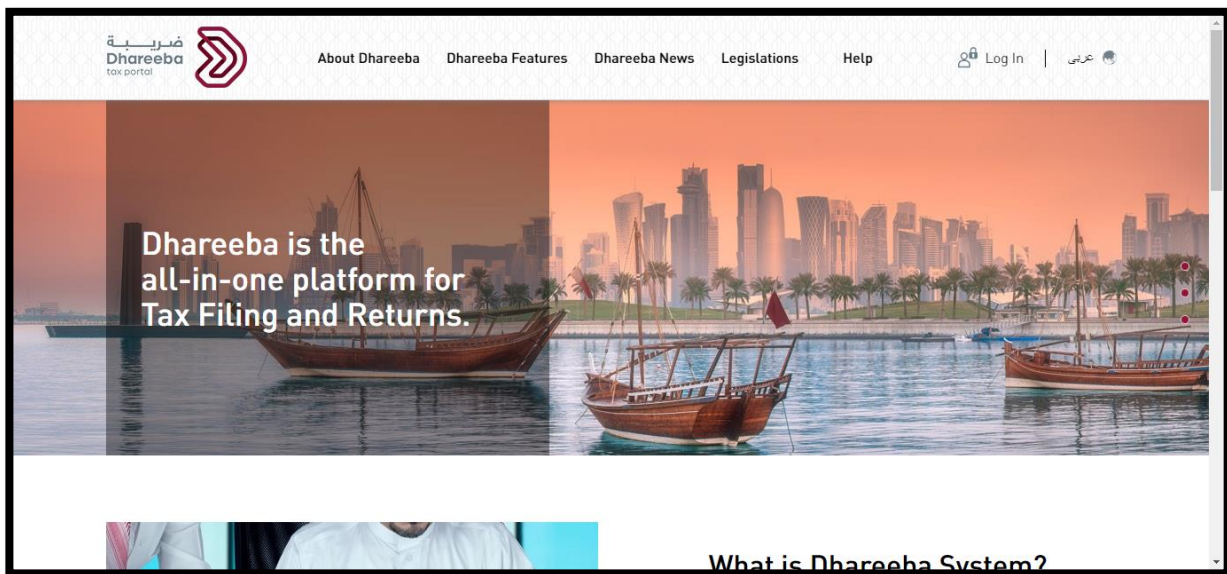 ضريبة
Dhareeba
tax portal
About Dhareeba
Dhareeba Features
Dhareeba News
Legislations
Help
Log In
عربى
Dhareeba is the
all-in-one platform for
Tax Filing and Returns.
What is Dhareeba System?